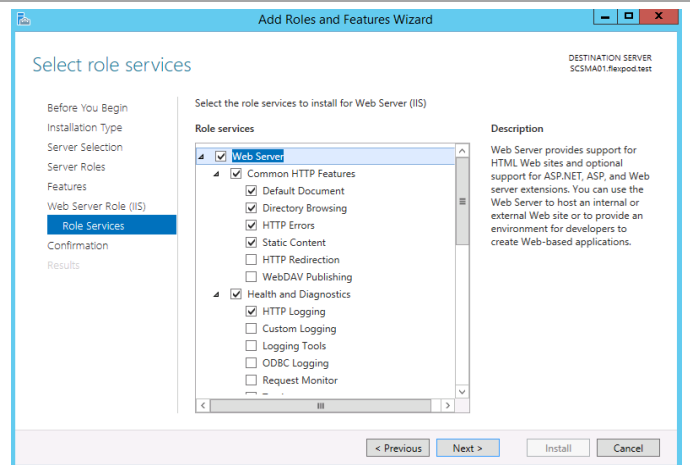 Add Roles and Features Wizard
Select role services
DESTINATION SERVER
SCSMA01.flexpod.test
Before You Begin
Installation Type
Server Selection
Server Roles
Features
Web Server Role (IIS)
Role Services
Confirmation
Results
Select the role services to install for Web Server (IIS)
Role services
Web Server
Common HTTP Features
Default Document
Directory Browsing
HTTP Errors
Static Content
HTTP Redirection
WebDAV Publishing
Health and Diagnostics
HTTP Logging
Custom Logging
Logging Tools
ODBC Logging
Request Monitor
Description
Web Server provides support for
HTML Web sites and optional
support for ASP.NET, ASP, and Web
server extensions. You can use the
Web Server to host an internal or
external Web site or to provide an
environment for developers to
create Web-based applications.
< Previous
Next >
Install
Cancel